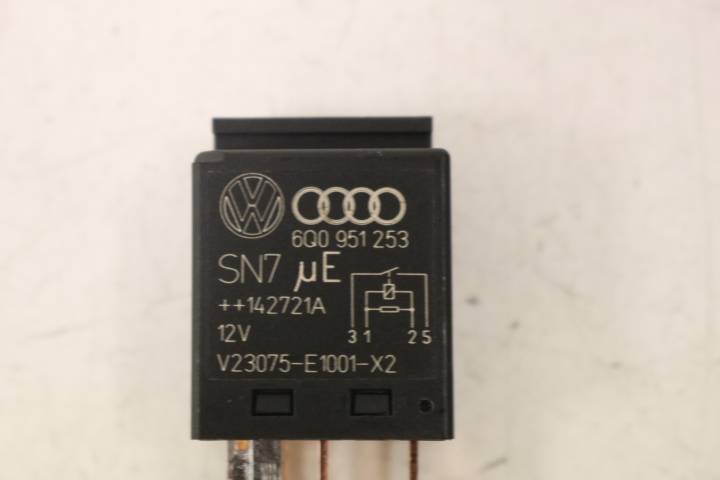 VW
6Q0 951 253
SN7 µE
++142721A
12V
3 1 2 5
V23075-E1001-X2